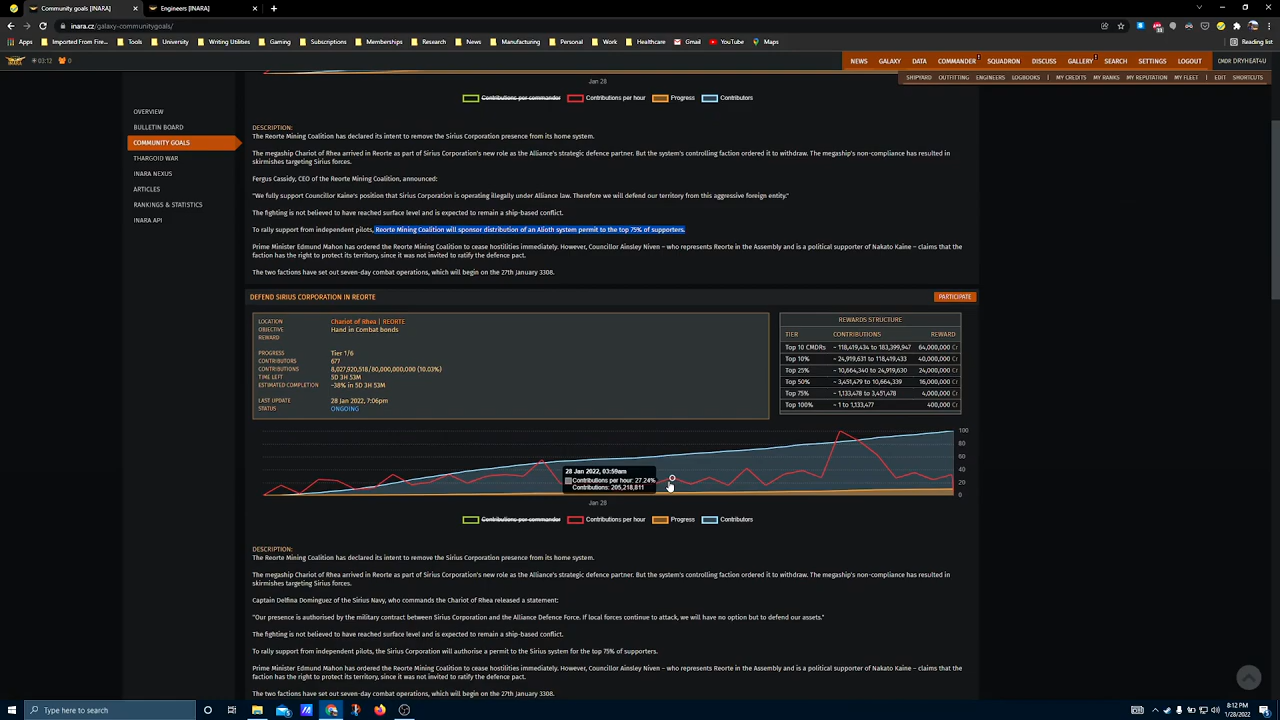 Community Goals [INARA]
Engineers [INARA]
inara.cz/galaxy-communitygoals/
Apps Imported From Fire... Tools University Writing Utilities Gaming Subscriptions Memberships Research News Manufacturing Personal Work Healthcare Gmail YouTube Maps Reading list
03:12 0
NEWS GALAXY DATA COMMANDER SQUADRON DISCUSS GALLERY SEARCH SETTINGS LOGOUT CMDR DRYHEAT4U
SHIPYARD OUTFITTING ENGINEERS LOGBOOKS MY CREDITS MY RANKS MY REPUTATION MY FLEET EDIT SHORTCUTS
Jan 28
Contributions per commander Contributions per hour Progress Contributors
OVERVIEW
BULLETIN BOARD
COMMUNITY GOALS
THARGOID WAR
INARA NEXUS
ARTICLES
RANKINGS & STATISTICS
INARA API
DESCRIPTION:
The Reorte Mining Coalition has declared its intent to remove the Sirius Corporation presence from its home system.
The megaship Chariot of Rhea arrived in Reorte as part of Sirius Corporation's new role as the Alliance's strategic defence partner. But the system's controlling faction ordered it to withdraw. The megaship's non-compliance has resulted in
skirmishes targeting Sirius forces.
Fergus Cassidy, CEO of the Reorte Mining Coalition, announced:
"We fully support Councillor Kaine's position that Sirius Corporation is operating illegally under Alliance law. Therefore we will defend our territory from this aggressive foreign entity."
The fighting is not believed to have reached surface level and is expected to remain a ship-based conflict.
To rally support from independent pilots, Reorte Mining Coalition will sponsor distribution of an Alioth system permit to the top 75% of supporters.
Prime Minister Edmund Mahon has ordered the Reorte Mining Coalition to cease hostilities immediately. However, Councillor Ainsley Niven – who represents Reorte in the Assembly and is a political supporter of Nakato Kaine – claims that the
faction has the right to protect its territory, since it was not invited to ratify the defence pact.
The two factions have set out seven-day combat operations, which will begin on the 27th January 3308.
DEFEND SIRIUS CORPORATION IN REORTE
PARTICIPATE
LOCATION Chariot of Rhea | REORTE
OBJECTIVE Hand in Combat bonds
REWARD
PROGRESS Tier 1/6
CONTRIBUTORS 677
CONTRIBUTIONS 8,027,920,518/80,000,000,000 (10.03%)
TIME LEFT 5D 3H 53M
ESTIMATED COMPLETION ~38% in 5D 3H 53M
LAST UPDATE 28 Jan 2022, 7:06pm
STATUS ONGOING
REWARDS STRUCTURE
TIER CONTRIBUTIONS REWARD
Top 10 CMDRs ~ 118,419,434 to 183,399,947 64,000,000 Cr
Top 10% ~ 24,919,631 to 118,419,433 40,000,000 Cr
Top 25% ~ 10,664,340 to 24,919,630 24,000,000 Cr
Top 50% ~ 3,451,479 to 10,664,339 16,000,000 Cr
Top 75% ~ 1,133,478 to 3,451,478 4,000,000 Cr
Top 100% ~ 1 to 1,133,477 400,000 Cr
100
80
60
40
20
0
28 Jan 2022, 03:59am
Contributions per hour: 27.24%
Contributions: 205,218,811
Jan 28
Contributions per commander Contributions per hour Progress Contributors
DESCRIPTION:
The Reorte Mining Coalition has declared its intent to remove the Sirius Corporation presence from its home system.
The megaship Chariot of Rhea arrived in Reorte as part of Sirius Corporation's new role as the Alliance's strategic defence partner. But the system's controlling faction ordered it to withdraw. The megaship's non-compliance has resulted in
skirmishes targeting Sirius forces.
Captain Delfina Dominguez of the Sirius Navy, who commands the Chariot of Rhea released a statement:
"Our presence is authorised by the military contract between Sirius Corporation and the Alliance Defence Force. If local forces continue to attack, we will have no option but to defend our assets."
The fighting is not believed to have reached surface level and is expected to remain a ship-based conflict.
To rally support from independent pilots, the Sirius Corporation will authorise a permit to the Sirius system for the top 75% of supporters.
Prime Minister Edmund Mahon has ordered the Reorte Mining Coalition to cease hostilities immediately. However, Councillor Ainsley Niven – who represents Reorte in the Assembly and is a political supporter of Nakato Kaine – claims that the
faction has the right to protect its territory, since it was not invited to ratify the defence pact.
The two factions have set out seven-day combat operations, which will begin on the 27th January 3308.
Type here to search
8:12 PM
1/28/2022